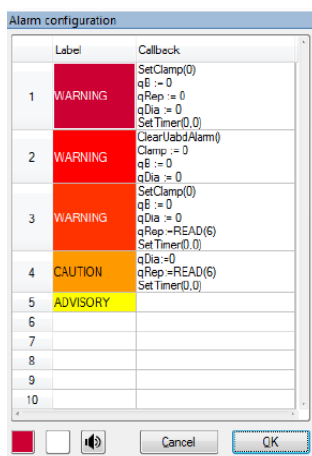 Alarm configuration
Label Callback
1 WARNING
SetClamp(0)
qB := 0
qRep := 0
qDia := 0
SetTimer(0,0)
2 WARNING
ClearUabdAlarm()
Clamp := 0
qB := 0
qDia := 0
3 WARNING
SetClamp(0)
qB := 0
qDia := 0
qRep:=READ(6)
SetTimer(0,0)
4 CAUTION
qDia:=0
qRep:=READ(6)
SetTimer(0,0)
5 ADVISORY
6
7
8
9
10
Cancel OK